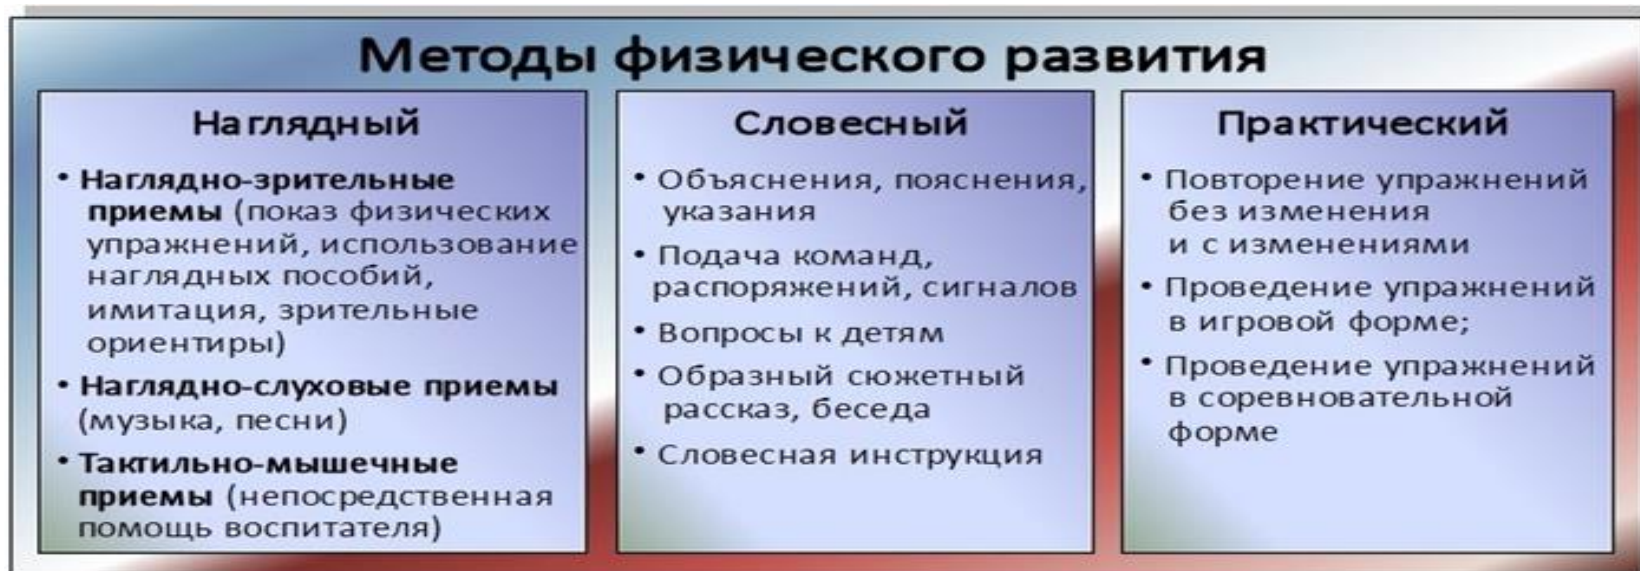 Методы физического развития
Наглядный
• Наглядно-зрительные
приемы (показ физических
упражнений, использование
наглядных пособий,
имитация, зрительные
ориентиры)
• Наглядно-слуховые приемы
(музыка, песни)
• Тактильно-мышечные
приемы (непосредственная
помощь воспитателя)
Словесный
• Объяснения, пояснения,
указания
• Подача команд,
распоряжений, сигналов
• Вопросы к детям
• Образный сюжетный
рассказ, беседа
• Словесная инструкция
Практический
• Повторение упражнений
без изменения
и с изменениями
• Проведение упражнений
в игровой форме;
• Проведение упражнений
в соревновательной
форме